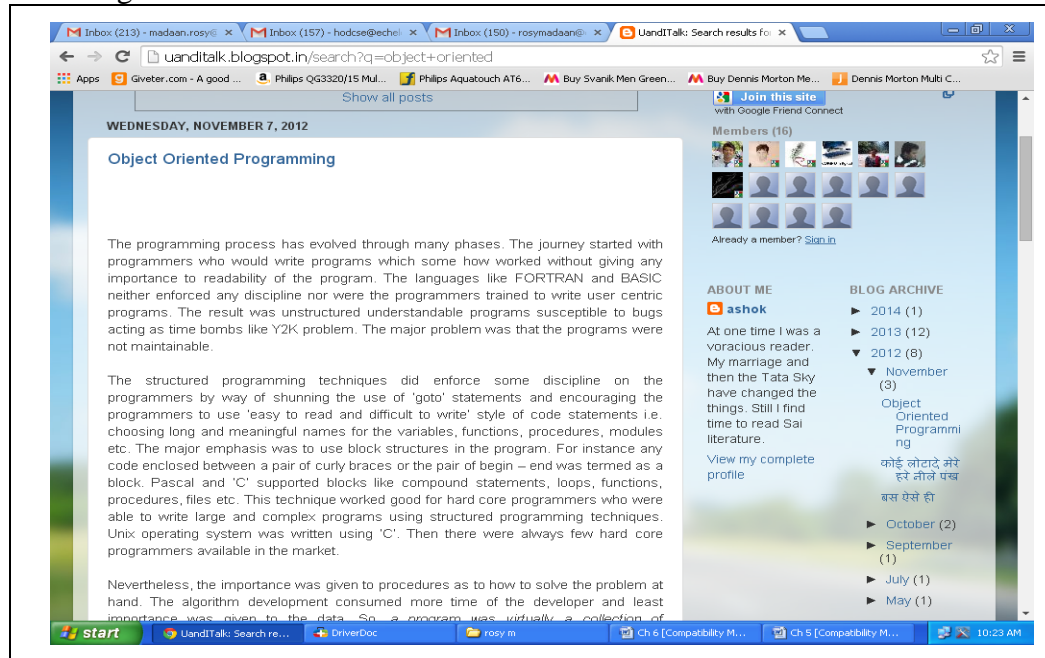 Inbox (213) - madaan.rosy@
Inbox (157) - hodcse@echel
Inbox (150) - rosymadaan@
UandITalk: Search results fo
uanditalk.blogspot.in/search?q=object+oriented
Apps
Giveter.com - A good ...
Philips QG3320/15 Mul...
Philips Aquatouch AT6...
Buy Svanik Men Green...
Buy Dennis Morton Me...
Dennis Morton Multi C...
Show all posts
WEDNESDAY, NOVEMBER 7, 2012
Object Oriented Programming
The programming process has evolved through many phases. The journey started with
programmers who would write programs which some how worked without giving any
importance to readability of the program. The languages like FORTRAN and BASIC
neither enforced any discipline nor were the programmers trained to write user centric
programs. The result was unstructured understandable programs susceptible to bugs
acting as time bombs like Y2K problem. The major problem was that the programs were
not maintainable.
The structured programming techniques did enforce some discipline on the
programmers by way of shunning the use of 'goto' statements and encouraging the
programmers to use 'easy to read and difficult to write' style of code statements i.e.
choosing long and meaningful names for the variables, functions, procedures, modules
etc. The major emphasis was to use block structures in the program. For instance any
code enclosed between a pair of curly braces or the pair of begin – end was termed as a
block. Pascal and 'C' supported blocks like compound statements, loops, functions,
procedures, files etc. This technique worked good for hard core programmers who were
able to write large and complex programs using structured programming techniques.
Unix operating system was written using 'C'. Then there were always few hard core
programmers available in the market.
Nevertheless, the importance was given to procedures as to how to solve the problem at
hand. The algorithm development consumed more time of the developer and least
importance was given to the data. So, a program was virtually a collection of
Join this site
with Google Friend Connect
Members (16)
Already a member? Sign in
ABOUT ME
ashok
At one time I was a
voracious reader.
My marriage and
then the Tata Sky
have changed the
things. Still I find
time to read Sai
literature.
View my complete
profile
BLOG ARCHIVE
► 2014 (1)
► 2013 (12)
▼ 2012 (8)
▼ November
(3)
Object
Oriented
Programmi
ng
कोई लोटादे मेरे
हरे नीले पंख
बस ऐसे ही
► October (2)
► September
(1)
► July (1)
► May (1)
start
UandITalk: Search re...
DriverDoc
rosy m
Ch 6 [Compatibility M...
Ch 5 [Compatibility M...
10:23 AM